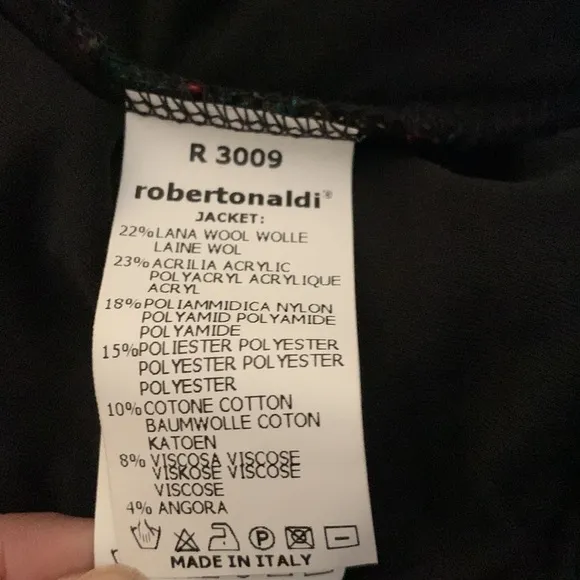 R 3009
robertonaldi®
JACKET:
22% LANA WOOL WOLLE
LAINE WOL
23% ACRILIA ACRYLIC
POLYACRYL ACRYLIQUE
ACRYL
18% POLIAMMIDICA NYLON
POLYAMID POLYAMIDE
POLYAMIDE
15% POLIESTER POLYESTER
POLYESTER POLYESTER
POLYESTER
10% COTONE COTTON
BAUMWOLLE COTON
KATOEN
8% VISCOSA VISCOSE
VISKOSE VISCOSE
VISCOSE
4% ANGORA
P
MADE IN ITALY